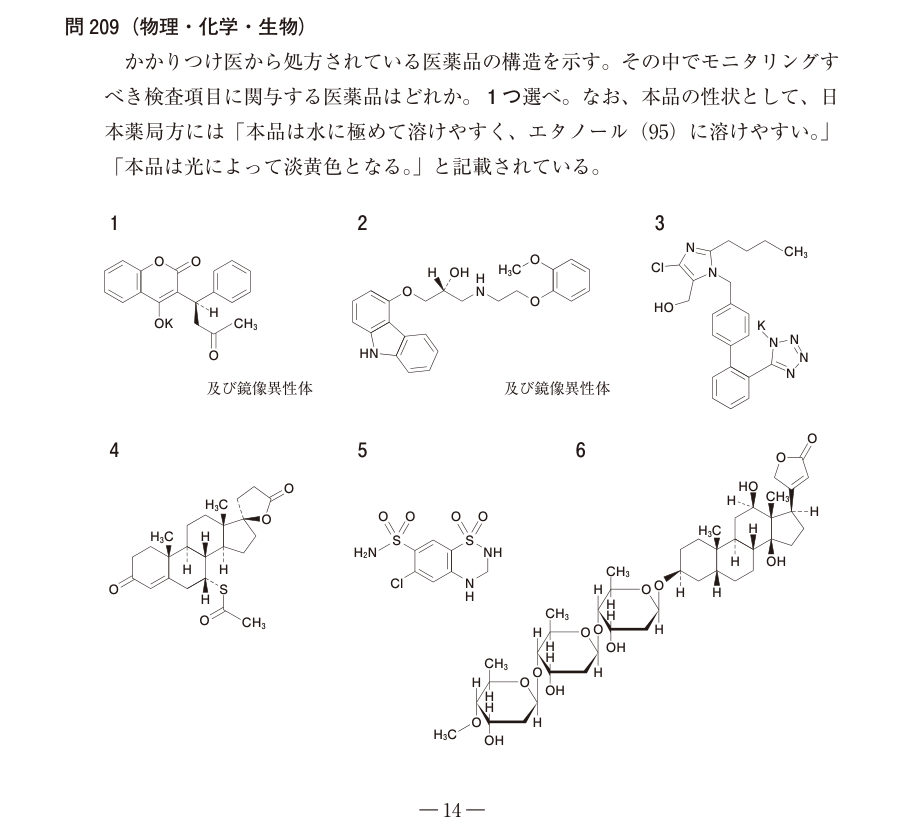 問 209（物理・化学・生物）
かかりつけ医から処方されている医薬品の構造を示す。その中でモニタリングす
べき検査項目に関与する医薬品はどれか。1つ選べ。なお、本品の性状として、日
本薬局方には「本品は水に極めて溶けやすく、エタノール（95）に溶けやすい。」
「本品は光によって淡黄色となる。」と記載されている。
1
2
3
O O H OK CH3 O
及び鏡像異性体
H OH O H N O H3C O HN
及び鏡像異性体
N CH3 Cl N HO K N N N N
4
5
6
O O H3C H3C H H H O H S O CH3
O O O O S S H2N NH Cl N H
O O HO H CH3 H H3C H H OH H O H CH3 H H O H O OH CH3 H H O H O OH CH3 H H O H O H3C OH
― 14 ―